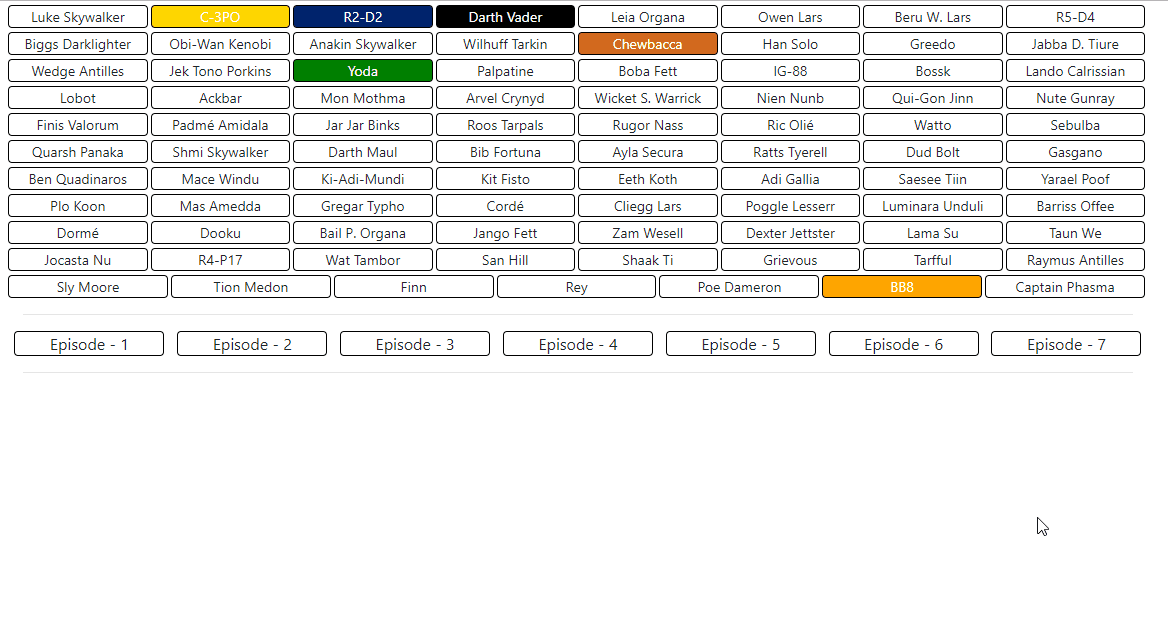 Luke Skywalker C-3PO R2-D2 Darth Vader Leia Organa Owen Lars Beru W. Lars R5-D4
Biggs Darklighter Obi-Wan Kenobi Anakin Skywalker Wilhuff Tarkin Chewbacca Han Solo Greedo Jabba D. Tiure
Wedge Antilles Jek Tono Porkins Yoda Palpatine Boba Fett IG-88 Bossk Lando Calrissian
Lobot Ackbar Mon Mothma Arvel Crynyd Wicket S. Warrick Nien Nunb Qui-Gon Jinn Nute Gunray
Finis Valorum Padmé Amidala Jar Jar Binks Roos Tarpals Rugor Nass Ric Olié Watto Sebulba
Quarsh Panaka Shmi Skywalker Darth Maul Bib Fortuna Ayla Secura Ratts Tyerell Dud Bolt Gasgano
Ben Quadinaros Mace Windu Ki-Adi-Mundi Kit Fisto Eeth Koth Adi Gallia Saesee Tiin Yarael Poof
Plo Koon Mas Amedda Gregar Typho Cordé Cliegg Lars Poggle Lesserr Luminara Unduli Barriss Offee
Dormé Dooku Bail P. Organa Jango Fett Zam Wesell Dexter Jettster Lama Su Taun We
Jocasta Nu R4-P17 Wat Tambor San Hill Shaak Ti Grievous Tarfful Raymus Antilles
Sly Moore Tion Medon Finn Rey Poe Dameron BB8 Captain Phasma
Episode - 1 Episode - 2 Episode - 3 Episode - 4 Episode - 5 Episode - 6 Episode - 7